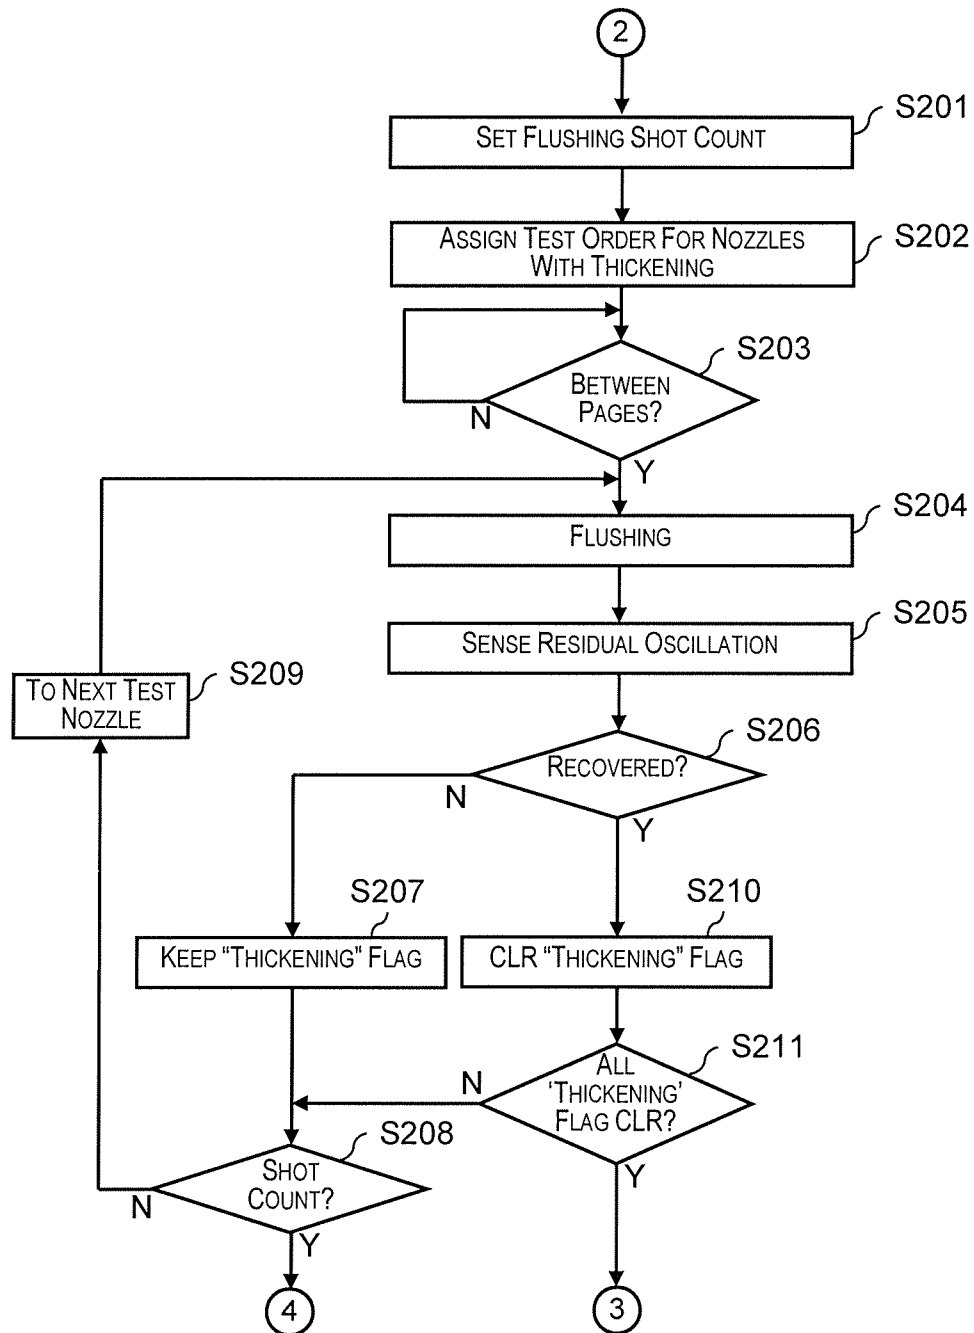 2
S201
SET FLUSHING SHOT COUNT
S202
ASSIGN TEST ORDER FOR NOZZLES
WITH THICKENING
S203
BETWEEN
PAGES?
N
Y
S204
FLUSHING
S205
SENSE RESIDUAL OSCILLATION
S209
TO NEXT TEST
NOZZLE
S206
RECOVERED?
N
Y
S207
KEEP “THICKENING” FLAG
S210
CLR “THICKENING” FLAG
S211
ALL
‘THICKENING’
FLAG CLR?
N
Y
S208
SHOT
COUNT?
N
Y
4
3